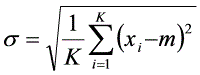 σ = √(1/K ∑_{i=1}^{K} (x_i – m)^2)